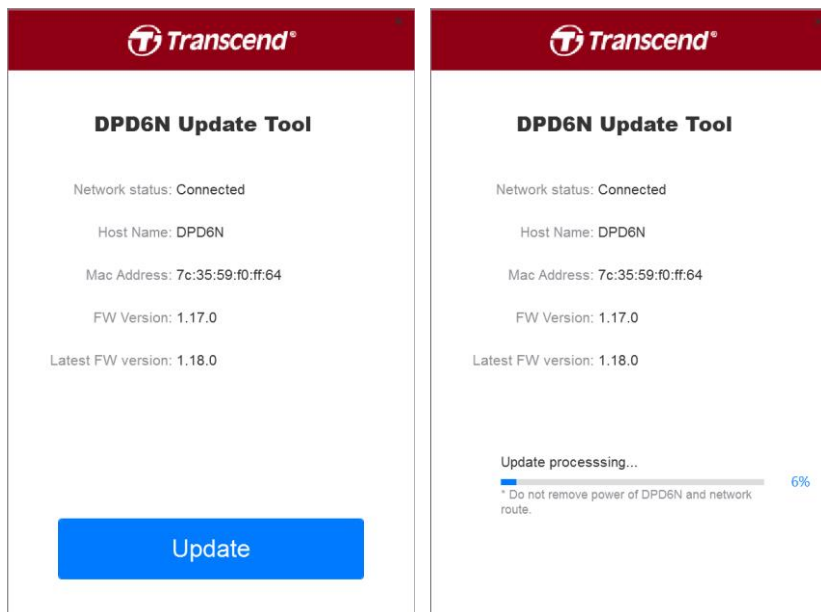 Transcend®
DPD6N Update Tool
Network status: Connected
Host Name: DPD6N
Mac Address: 7c:35:59:f0:ff:64
FW Version: 1.17.0
Latest FW version: 1.18.0
Update
Transcend®
DPD6N Update Tool
Network status: Connected
Host Name: DPD6N
Mac Address: 7c:35:59:f0:ff:64
FW Version: 1.17.0
Latest FW version: 1.18.0
Update processsing...
6%
* Do not remove power of DPD6N and network
route.